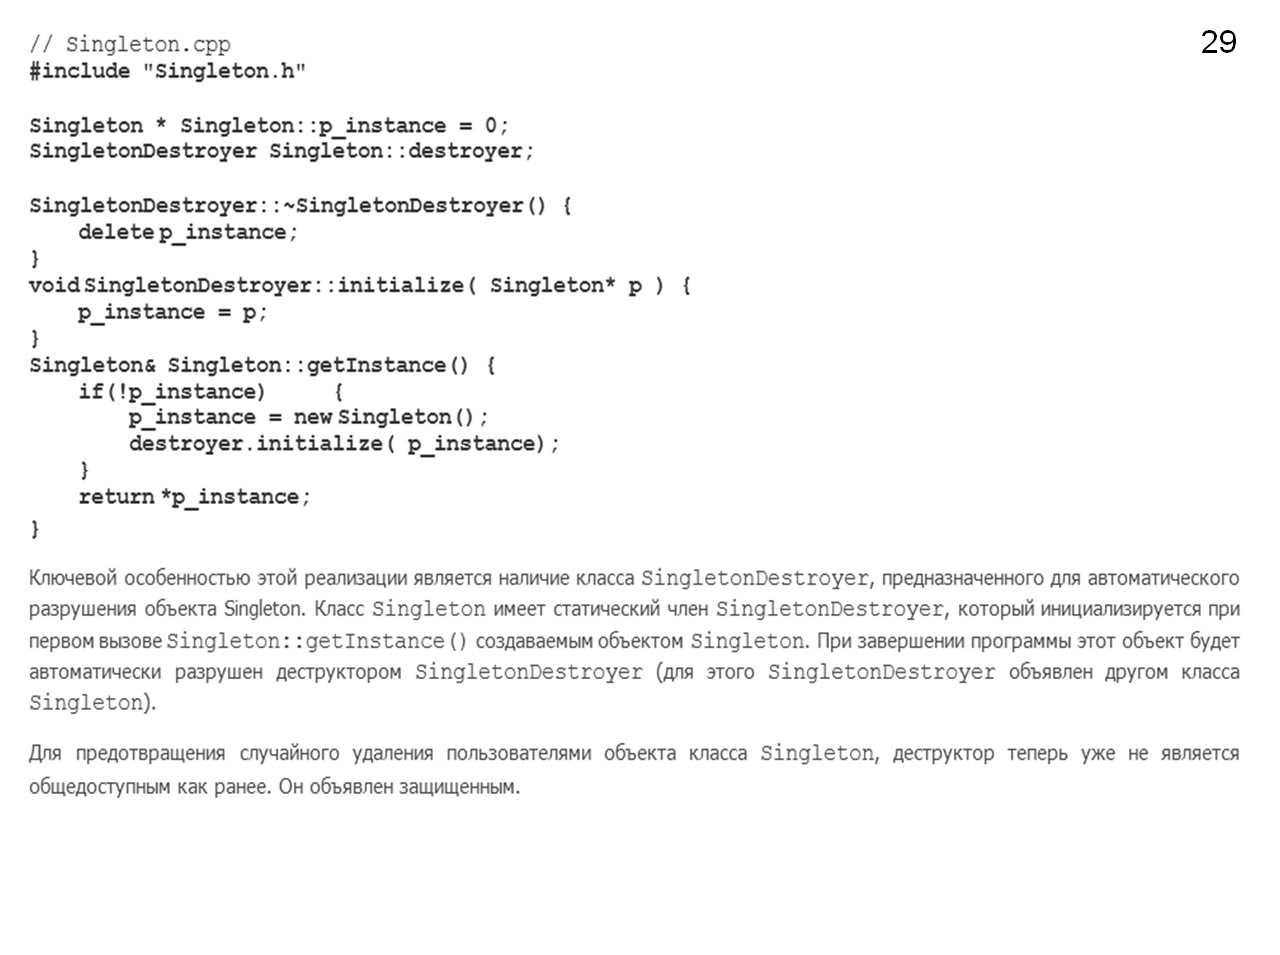 29
// Singleton.cpp
#include "Singleton.h"
Singleton * Singleton::p_instance = 0;
SingletonDestroyer Singleton::destroyer;
SingletonDestroyer::~SingletonDestroyer() {
    delete p_instance;
}
void SingletonDestroyer::initialize( Singleton* p ) {
    p_instance = p;
}
Singleton& Singleton::getInstance() {
    if(!p_instance)     {
        p_instance = new Singleton();
        destroyer.initialize( p_instance);
    }
    return *p_instance;
}
Ключевой особенностью этой реализации является наличие класса SingletonDestroyer, предназначенного для автоматического
разрушения объекта Singleton. Класс Singleton имеет статический член SingletonDestroyer, который инициализируется при
первом вызове Singleton::getInstance() создаваемым объектом Singleton. При завершении программы этот объект будет
автоматически разрушен деструктором SingletonDestroyer (для этого SingletonDestroyer объявлен другом класса
Singleton).
Для предотвращения случайного удаления пользователями объекта класса Singleton, деструктор теперь уже не является
общедоступным как ранее. Он объявлен защищенным.